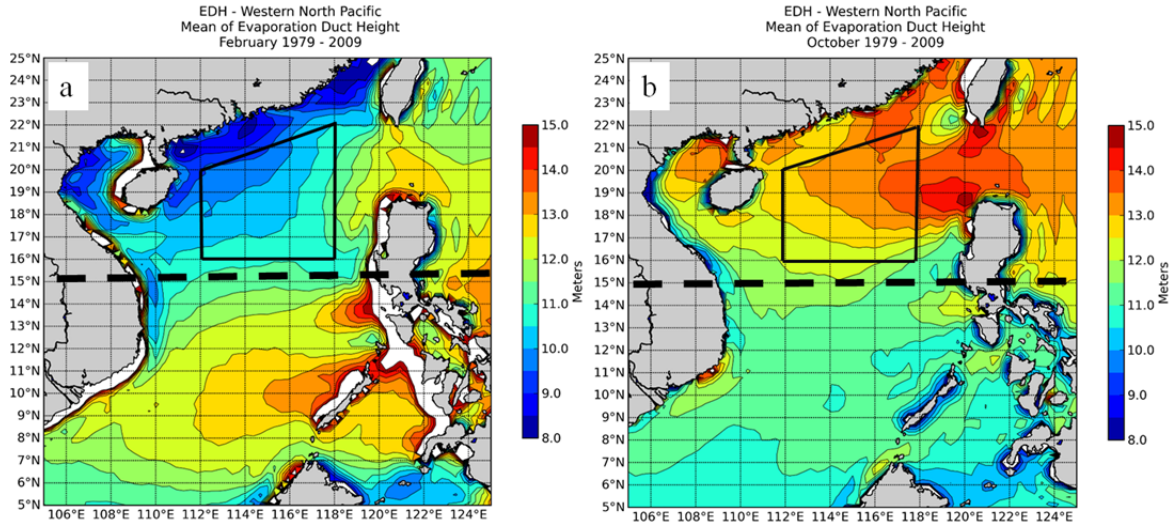 EDH - Western North Pacific
Mean of Evaporation Duct Height
February 1979 - 2009
a
25°N
24°N
23°N
22°N
21°N
20°N
19°N
18°N
17°N
16°N
15°N
14°N
13°N
12°N
11°N
10°N
9°N
8°N
7°N
6°N
5°N
106°E 108°E 110°E 112°E 114°E 116°E 118°E 120°E 122°E 124°E
15.0
14.0
13.0
12.0
11.0
10.0
9.0
8.0
Meters
EDH - Western North Pacific
Mean of Evaporation Duct Height
October 1979 - 2009
b
25°N
24°N
23°N
22°N
21°N
20°N
19°N
18°N
17°N
16°N
15°N
14°N
13°N
12°N
11°N
10°N
9°N
8°N
7°N
6°N
5°N
106°E 108°E 110°E 112°E 114°E 116°E 118°E 120°E 122°E 124°E
15.0
14.0
13.0
12.0
11.0
10.0
9.0
8.0
Meters